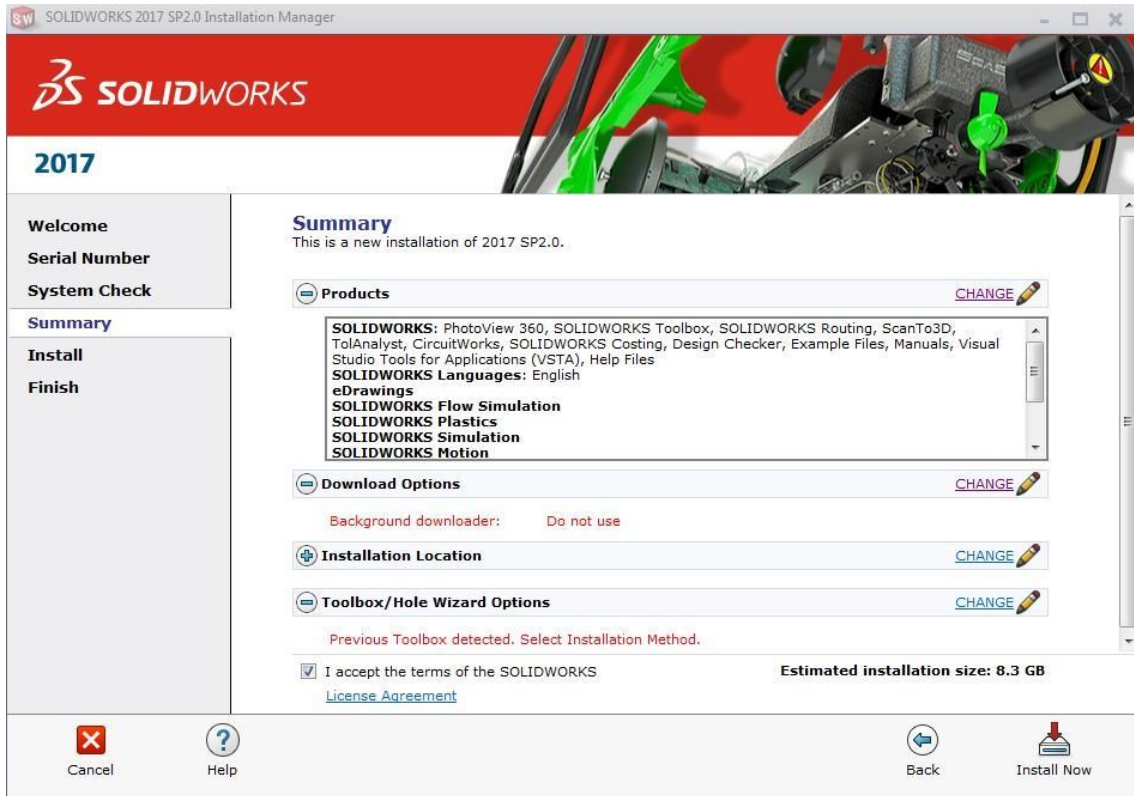 SOLIDWORKS 2017 SP2.0 Installation Manager
SOLIDWORKS
2017
Welcome
Serial Number
System Check
Summary
Install
Finish
Summary
This is a new installation of 2017 SP2.0.
Products CHANGE
SOLIDWORKS: PhotoView 360, SOLIDWORKS Toolbox, SOLIDWORKS Routing, ScanTo3D,
TolAnalyst, CircuitWorks, SOLIDWORKS Costing, Design Checker, Example Files, Manuals, Visual
Studio Tools for Applications (VSTA), Help Files
SOLIDWORKS Languages: English
eDrawings
SOLIDWORKS Flow Simulation
SOLIDWORKS Plastics
SOLIDWORKS Simulation
SOLIDWORKS Motion
Download Options CHANGE
Background downloader: Do not use
Installation Location CHANGE
Toolbox/Hole Wizard Options CHANGE
Previous Toolbox detected. Select Installation Method.
I accept the terms of the SOLIDWORKS
License Agreement
Estimated installation size: 8.3 GB
Cancel
Help
Back
Install Now